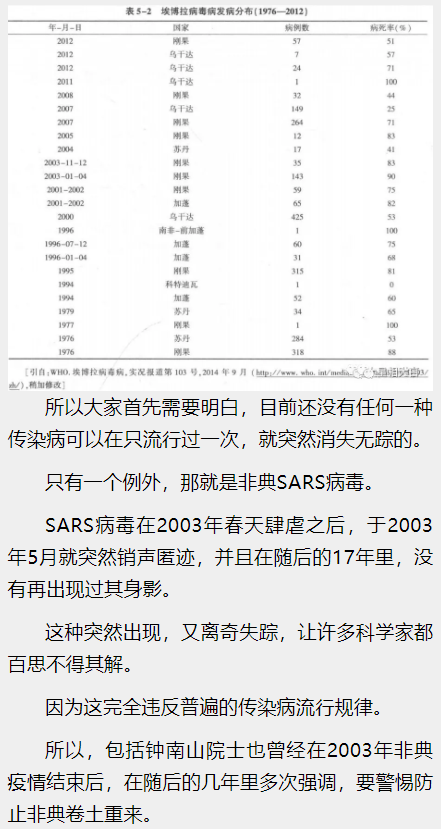 表 5-2 埃博拉病毒病发病分布(1976—2012)
年-月-日 国家 病例数 病死率(%)
2012 刚果 57 51
2012 乌干达 7 57
2012 乌干达 24 71
2011 乌干达 1 100
2008 刚果 32 44
2007 乌干达 149 25
2007 刚果 264 71
2005 刚果 12 83
2004 苏丹 17 41
2003-11-12 刚果 35 83
2003-01-04 刚果 143 90
2001-2002 刚果 59 75
2001-2002 加蓬 65 82
2000 乌干达 425 53
1996 南非-前加蓬 1 100
1996-07-12 加蓬 60 75
1996-01-04 加蓬 31 68
1995 刚果 315 81
1994 科特迪瓦 1 0
1994 加蓬 52 60
1979 苏丹 34 65
1977 刚果 1 100
1976 苏丹 284 53
1976 刚果 318 88
[引自:WHO. 埃博拉病毒病,实况报道第 103 号,2014 年 9 月 (http://www. who. int/media
zh/),稍加修改]
所以大家首先需要明白，目前还没有任何一种
传染病可以在只流行过一次，就突然消失无踪的。
只有一个例外，那就是非典SARS病毒。
SARS病毒在2003年春天肆虐之后，于2003
年5月就突然销声匿迹，并且在随后的17年里，没
有再出现过其身影。
这种突然出现，又离奇失踪，让许多科学家都
百思不得其解。
因为这完全违反普遍的传染病流行规律。
所以，包括钟南山院士也曾经在2003年非典
疫情结束后，在随后的几年里多次强调，要警惕防
止非典卷土重来。